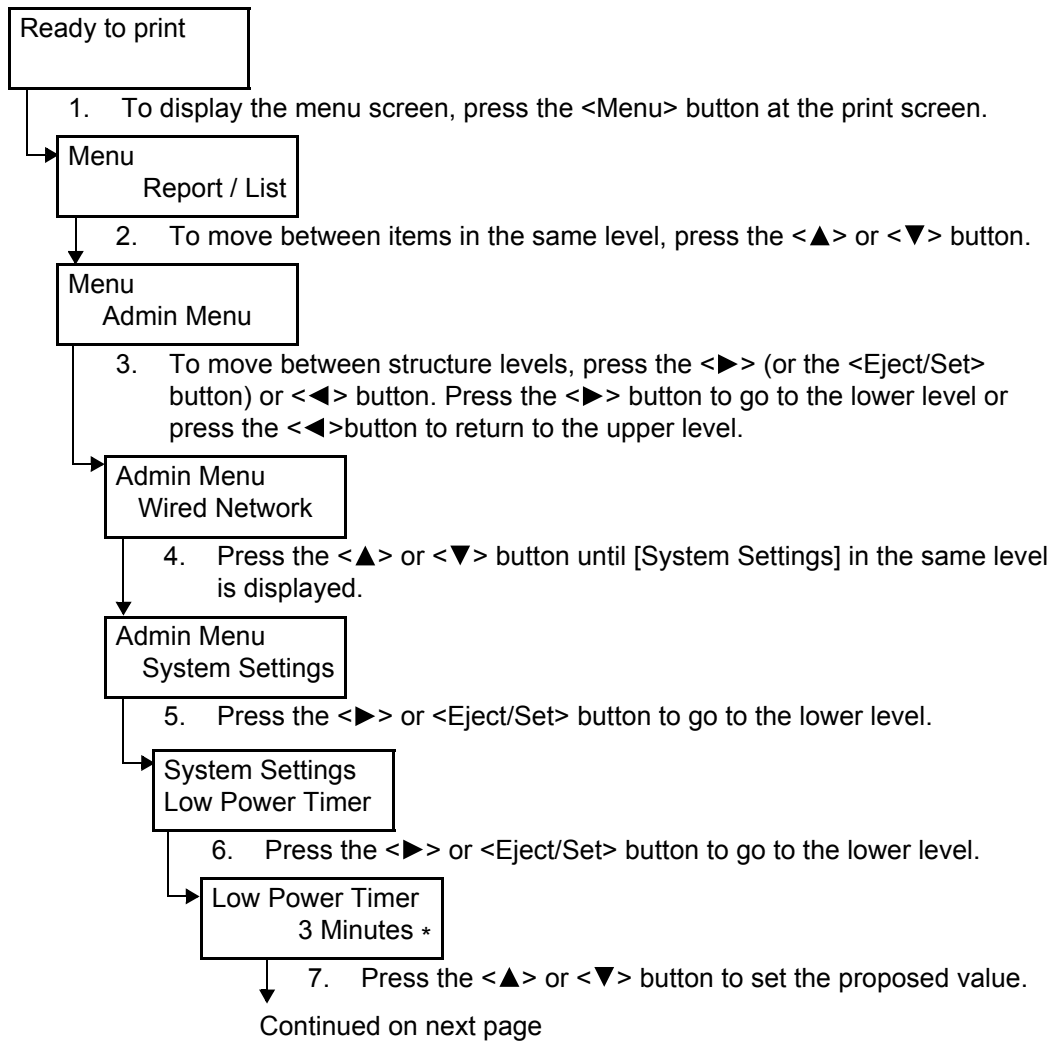 Ready to print
1. To display the menu screen, press the <Menu> button at the print screen.
Menu
Report / List
2. To move between items in the same level, press the <▲> or <▼> button.
Menu
Admin Menu
3. To move between structure levels, press the <►> (or the <Eject/Set>
button) or <◄> button. Press the <►> button to go to the lower level or
press the <◄>button to return to the upper level.
Admin Menu
Wired Network
4. Press the <▲> or <▼> button until [System Settings] in the same level
is displayed.
Admin Menu
System Settings
5. Press the <►> or <Eject/Set> button to go to the lower level.
System Settings
Low Power Timer
6. Press the <►> or <Eject/Set> button to go to the lower level.
Low Power Timer
3 Minutes *
7. Press the <▲> or <▼> button to set the proposed value.
Continued on next page